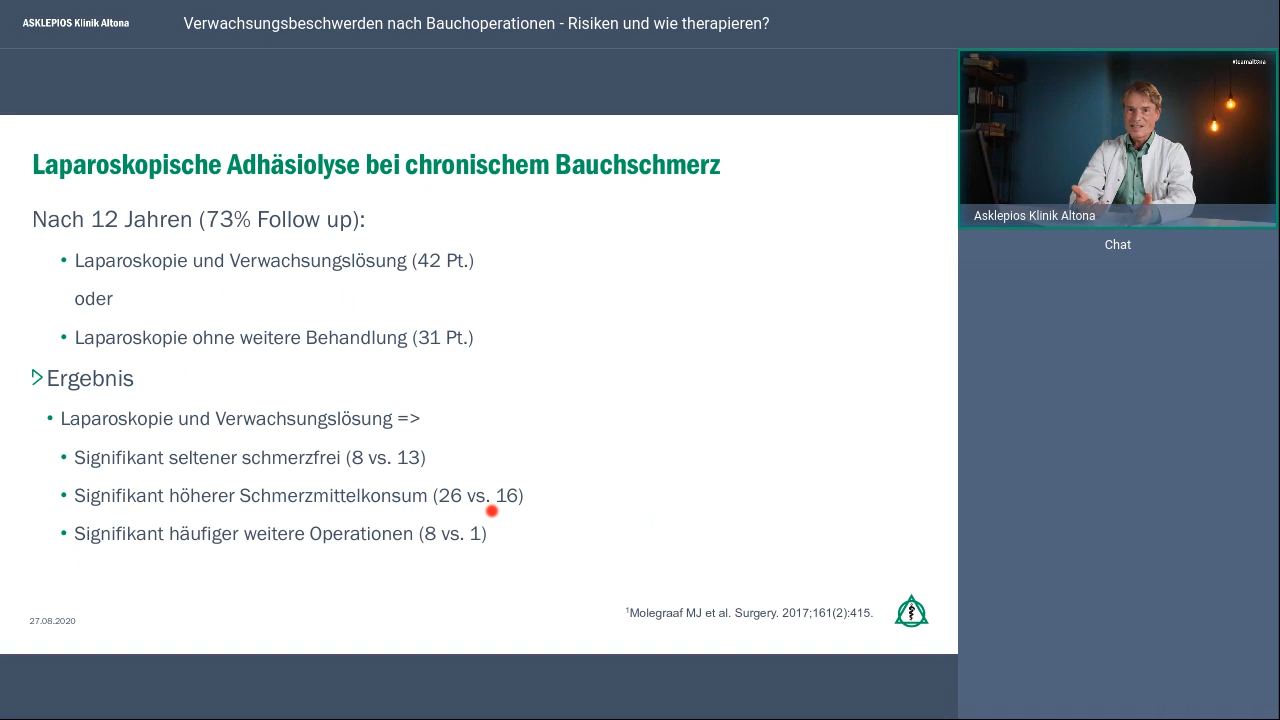 ASKLEPIOS Klinik Altona
Verwachsungsbeschwerden nach Bauchoperationen - Risiken und wie therapieren?
#teamaltona
Asklepios Klinik Altona
Chat
Laparoskopische Adhäsiolyse bei chronischem Bauchschmerz
Nach 12 Jahren (73% Follow up):
• Laparoskopie und Verwachsungslösung (42 Pt.)
oder
• Laparoskopie ohne weitere Behandlung (31 Pt.)
Ergebnis
• Laparoskopie und Verwachsungslösung =>
• Signifikant seltener schmerzfrei (8 vs. 13)
• Signifikant höherer Schmerzmittelkonsum (26 vs. 16)
• Signifikant häufiger weitere Operationen (8 vs. 1)
¹Molegraaf MJ et al. Surgery. 2017;161(2):415.
27.08.2020